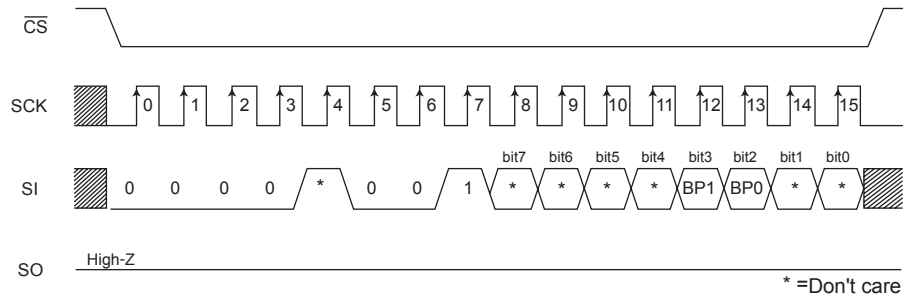 CS
SCK 0 1 2 3 4 5 6 7 8 9 10 11 12 13 14 15
bit7 bit6 bit5 bit4 bit3 bit2 bit1 bit0
SI 0 0 0 0 * 0 0 1 * * * * BP1 BP0 * *
High-Z
SO
* =Don't care